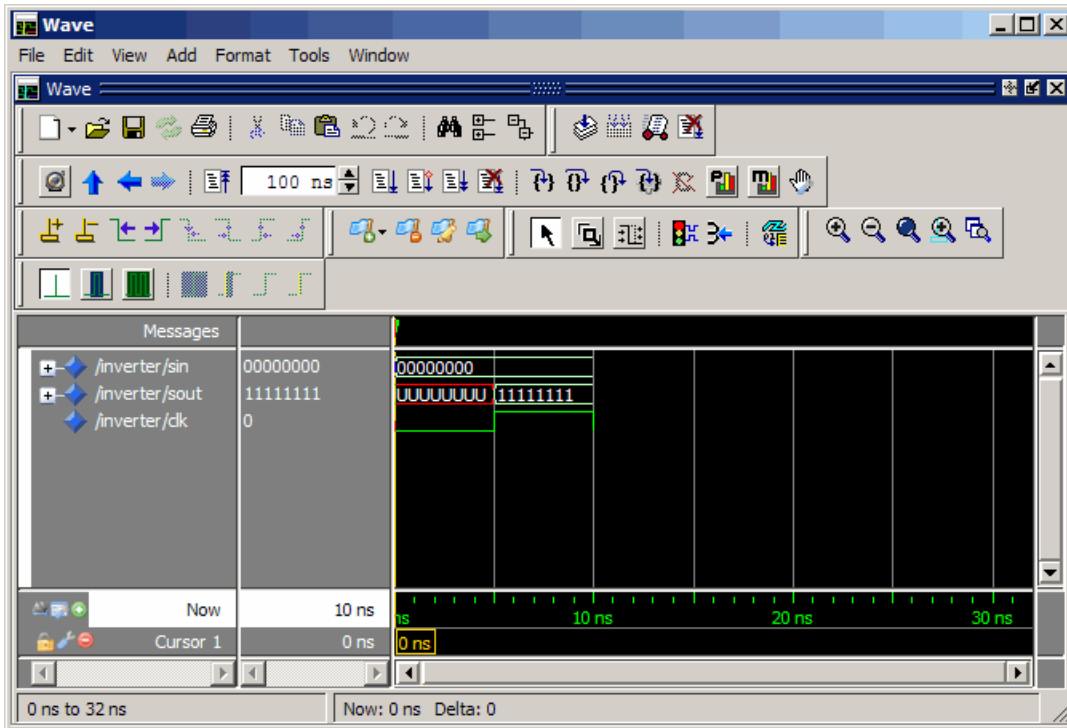 Wave
File Edit View Add Format Tools Window
Wave
100 ns
Messages
/inverter/sin 00000000 00000000
/inverter/sout 11111111 UUUUUUUU 11111111
/inverter/clk 0
Now 10 ns ns 10 ns 20 ns 30 ns
Cursor 1 0 ns 0 ns
0 ns to 32 ns Now: 0 ns Delta: 0